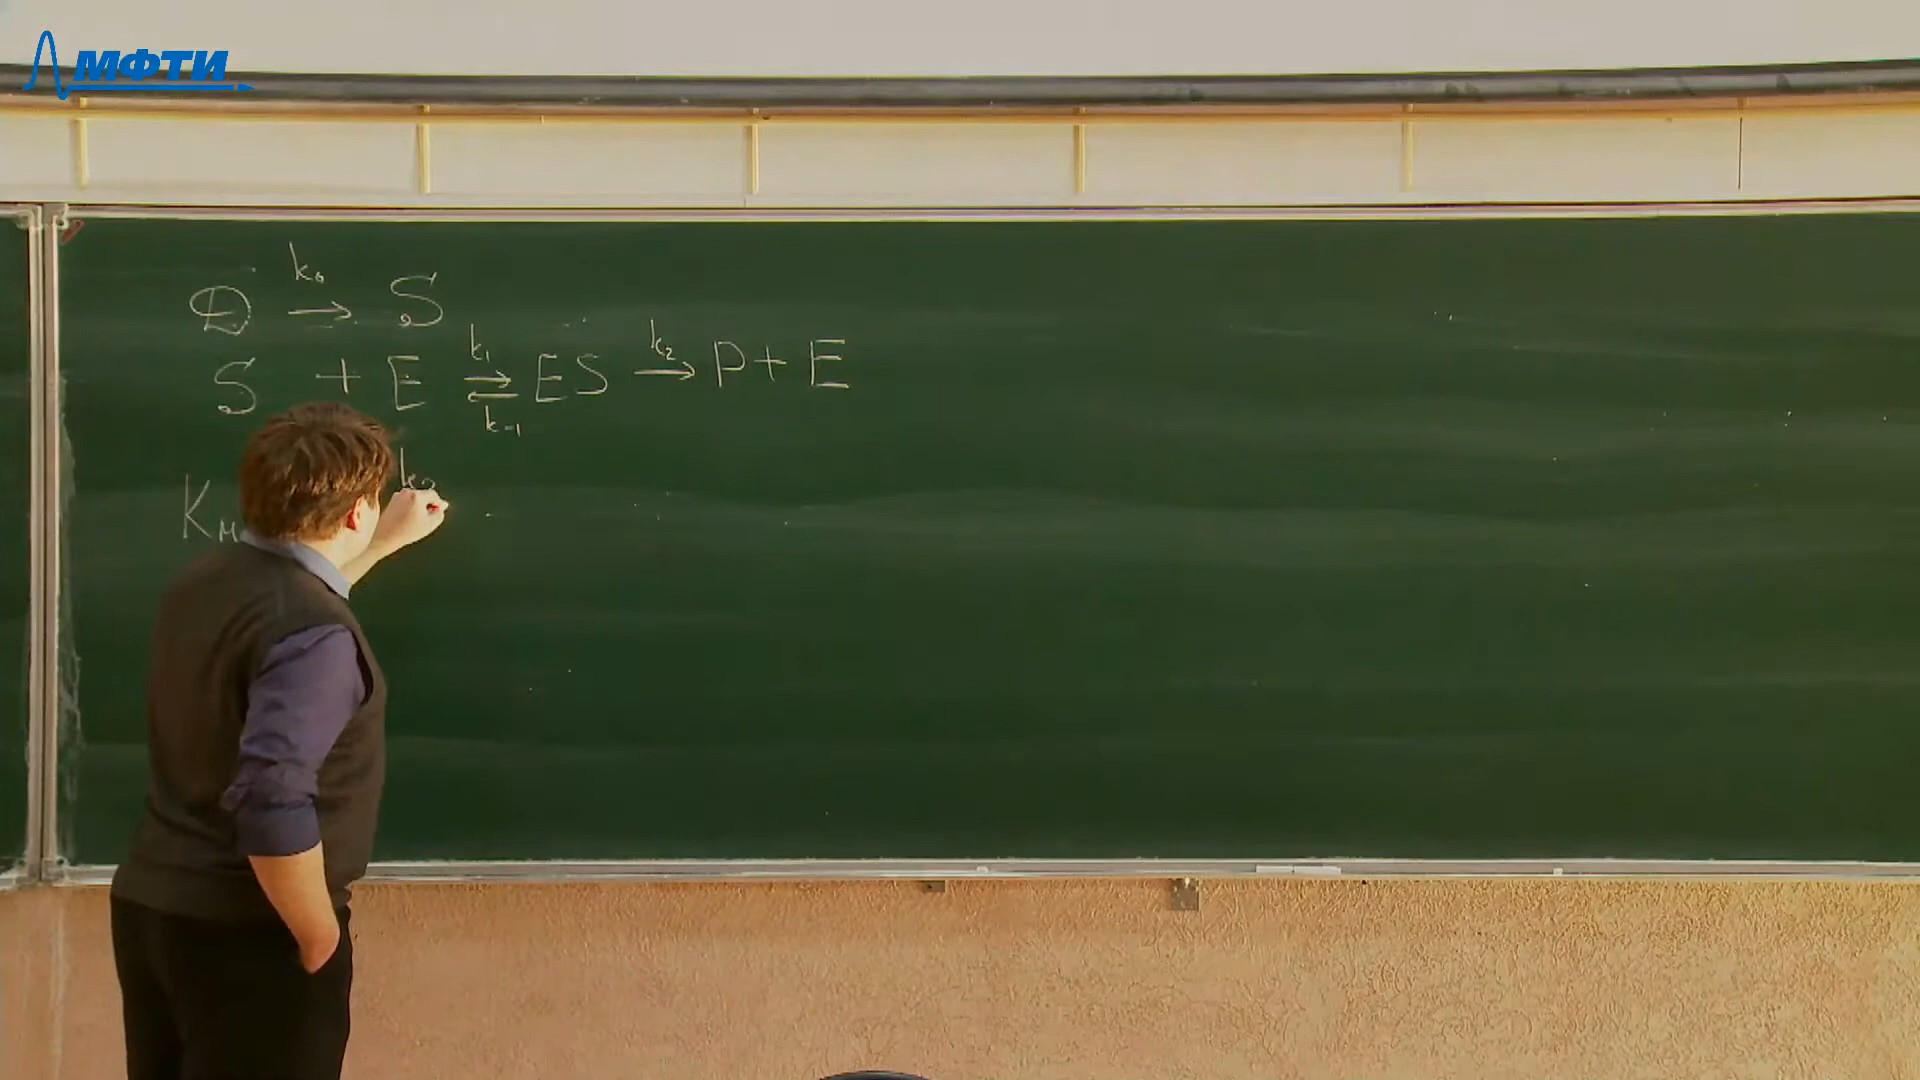 МФТИ
k₀
D → S
S + E ⇌ ES → P + E
k₁ k₋₁ k₂
Kм k₂